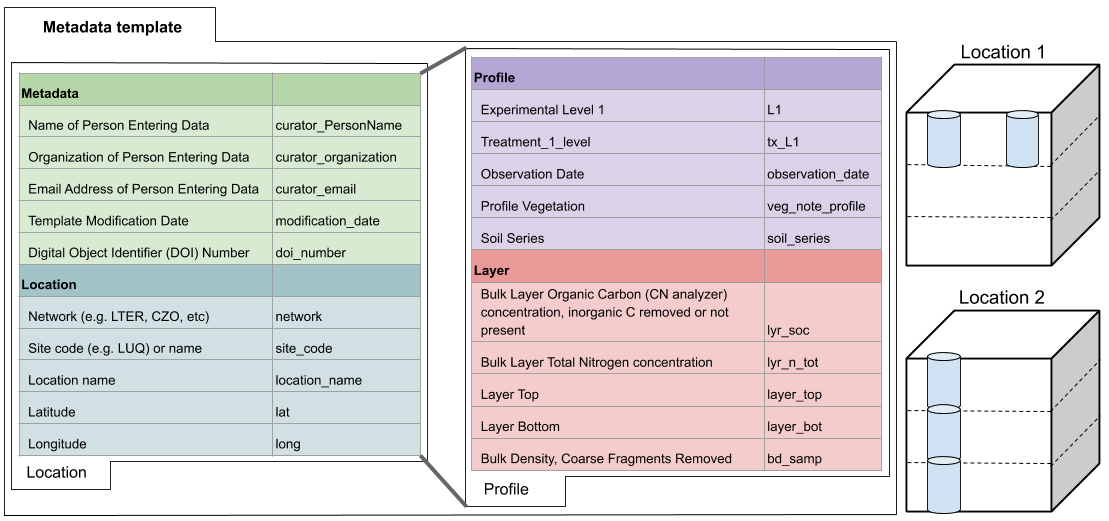 Metadata template
Metadata
Name of Person Entering Data curator_PersonName
Organization of Person Entering Data curator_organization
Email Address of Person Entering Data curator_email
Template Modification Date modification_date
Digital Object Identifier (DOI) Number doi_number
Location
Network (e.g. LTER, CZO, etc) network
Site code (e.g. LUQ) or name site_code
Location name location_name
Latitude lat
Longitude long
Location
Profile
Experimental Level 1 L1
Treatment_1_level tx_L1
Observation Date observation_date
Profile Vegetation veg_note_profile
Soil Series soil_series
Layer
Bulk Layer Organic Carbon (CN analyzer)
concentration, inorganic C removed or not
present lyr_soc
Bulk Layer Total Nitrogen concentration lyr_n_tot
Layer Top layer_top
Layer Bottom layer_bot
Bulk Density, Coarse Fragments Removed bd_samp
Profile
Location 1
Location 2